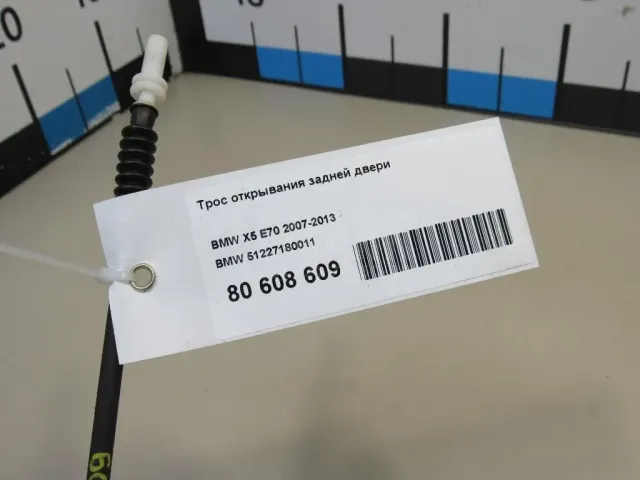 Трос открывания задней двери
BMW X5 E70 2007-2013
BMW 51227180011
80 608 609